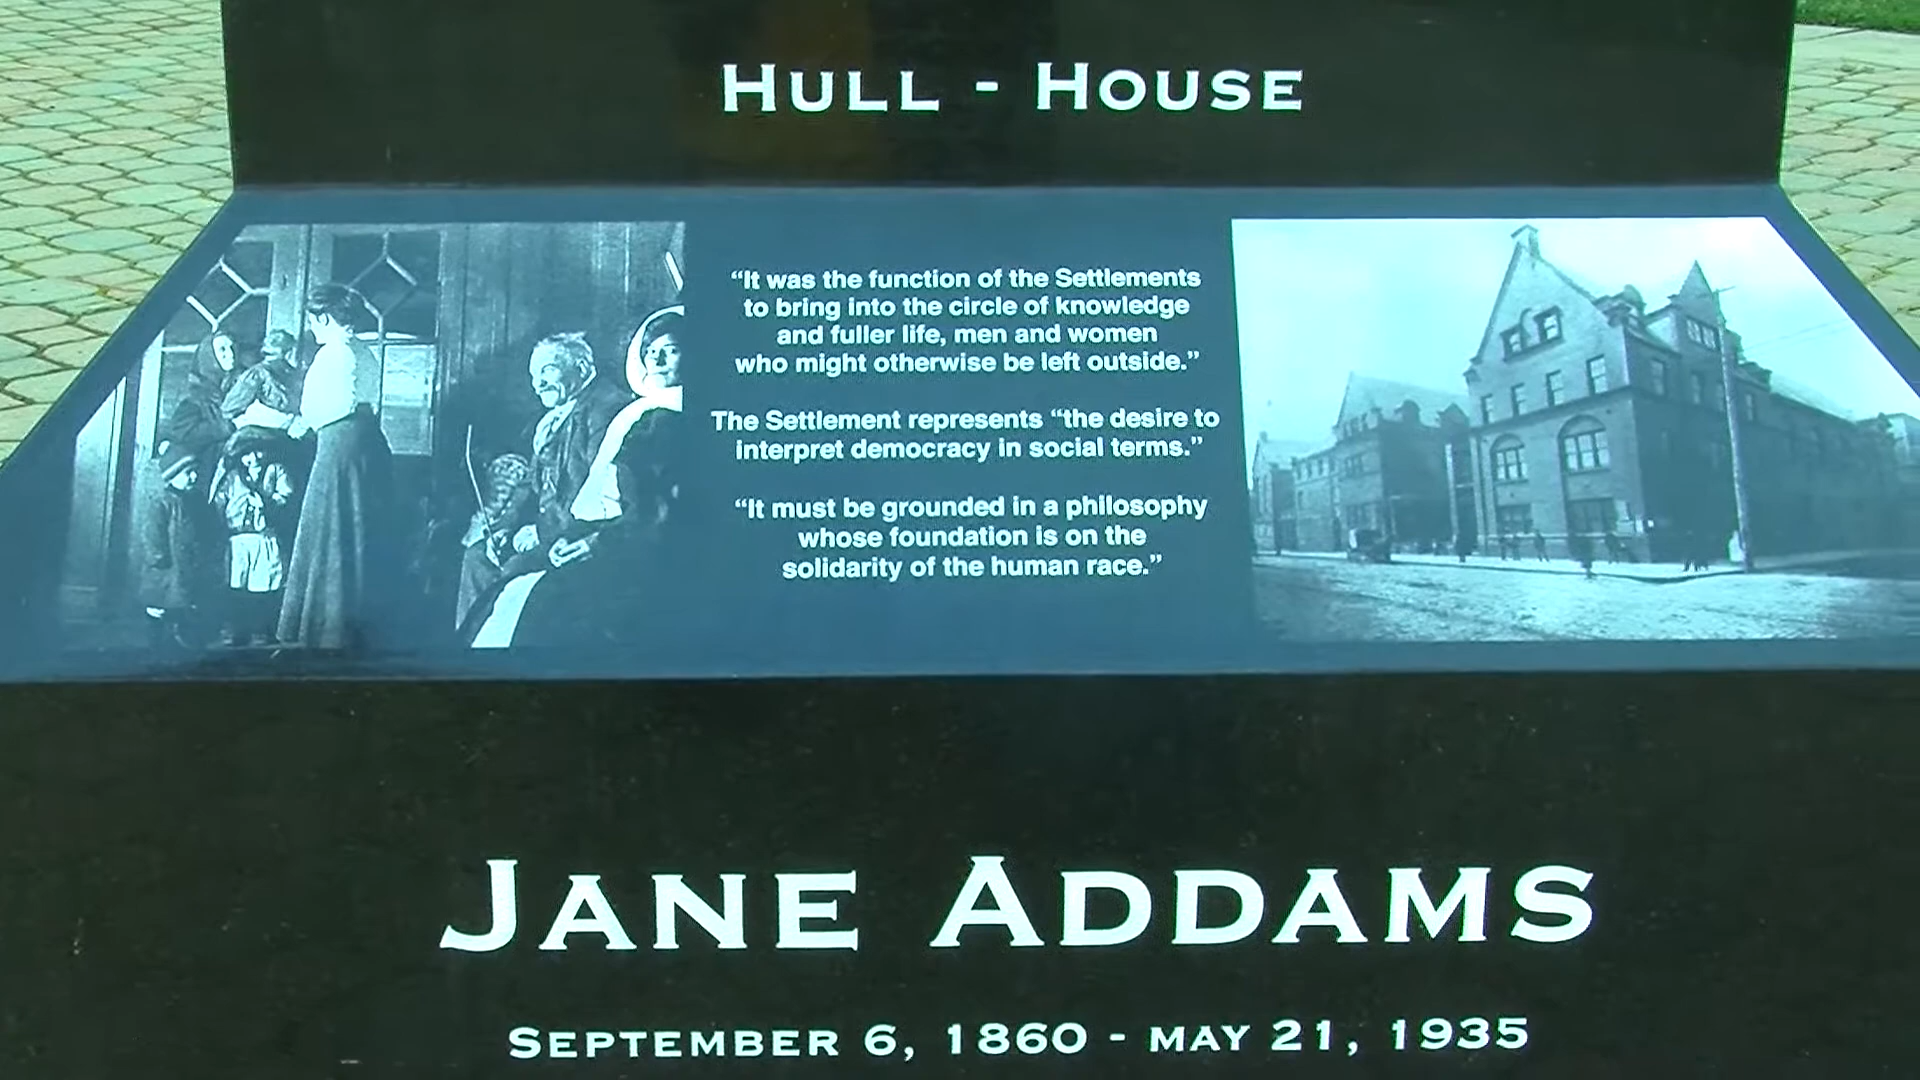 HULL - HOUSE
“It was the function of the Settlements
to bring into the circle of knowledge
and fuller life, men and women
who might otherwise be left outside.”
The Settlement represents “the desire to
interpret democracy in social terms.”
“It must be grounded in a philosophy
whose foundation is on the
solidarity of the human race.”
JANE ADDAMS
SEPTEMBER 6, 1860 - MAY 21, 1935